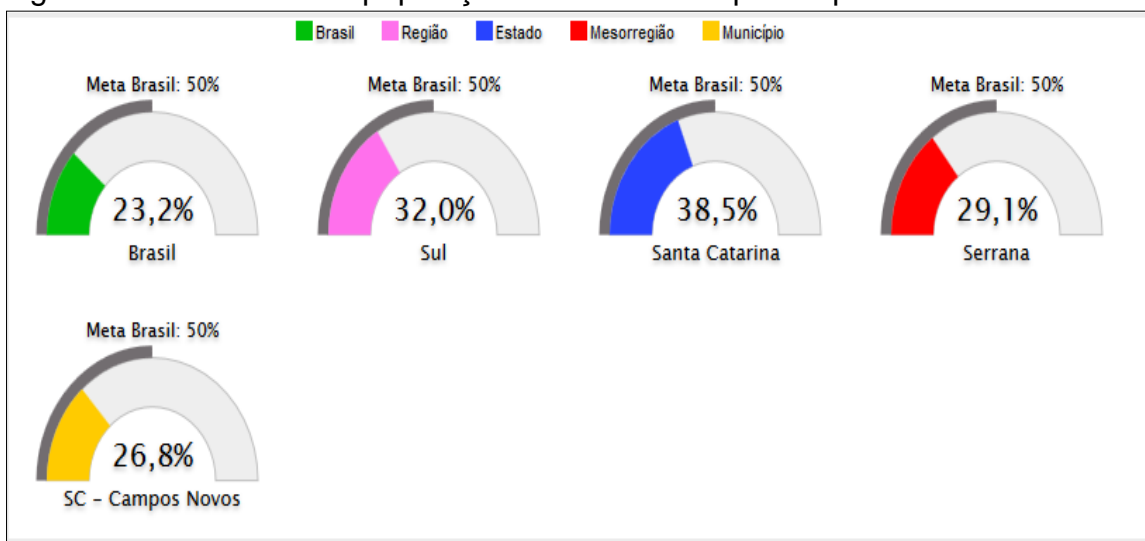 Brasil Região Estado Mesorregião Município
Meta Brasil: 50% Meta Brasil: 50% Meta Brasil: 50% Meta Brasil: 50%
23,2% 32,0% 38,5% 29,1%
Brasil Sul Santa Catarina Serrana
Meta Brasil: 50%
26,8%
SC – Campos Novos